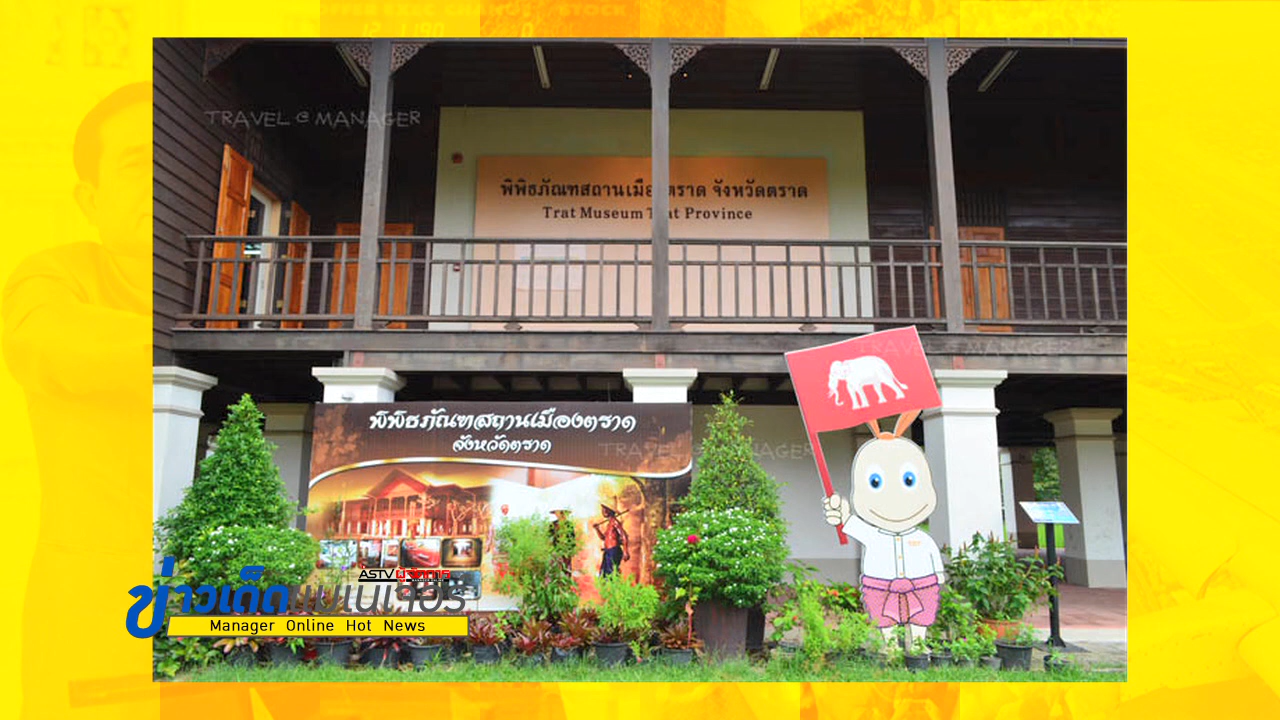 TRAVEL @ MANAGER
พิพิธภัณฑสถานเมืองตราด จังหวัดตราด
Trat Museum Trat Province
TRAVEL @ MANAGER
พิพิธภัณฑสถานเมืองตราด
จังหวัดตราด
TRAVEL @ MANAGER
ASTV ผู้จัดการ
ข่าวเด็ดแมเนเจอร์
Manager Online Hot News